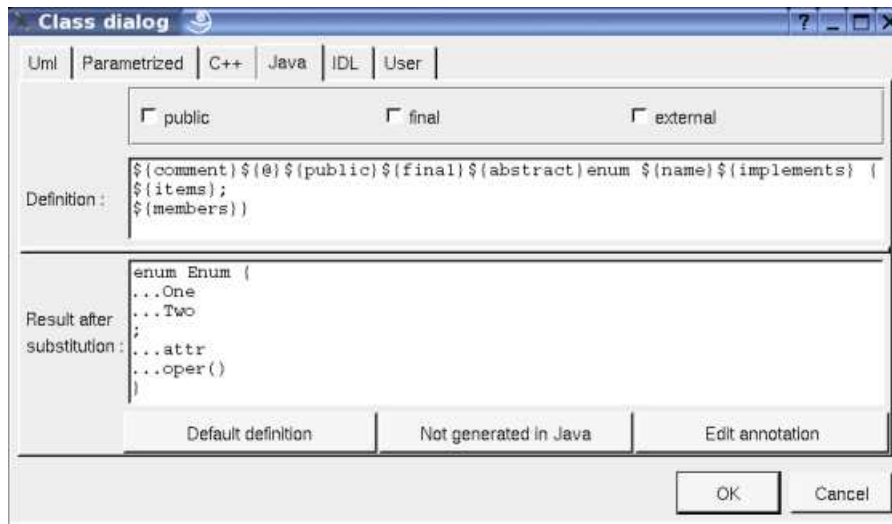 Class dialog
?
Uml Parametrized C++ Java IDL User
public final external
Definition :
${comment}${@}${public}${final}${abstract}enum ${name}${implements} {
${items};
${members}}
Result after
substitution :
enum Enum {
...One
...Two
;
...attr
...oper()
}
Default definition Not generated in Java Edit annotation
OK Cancel